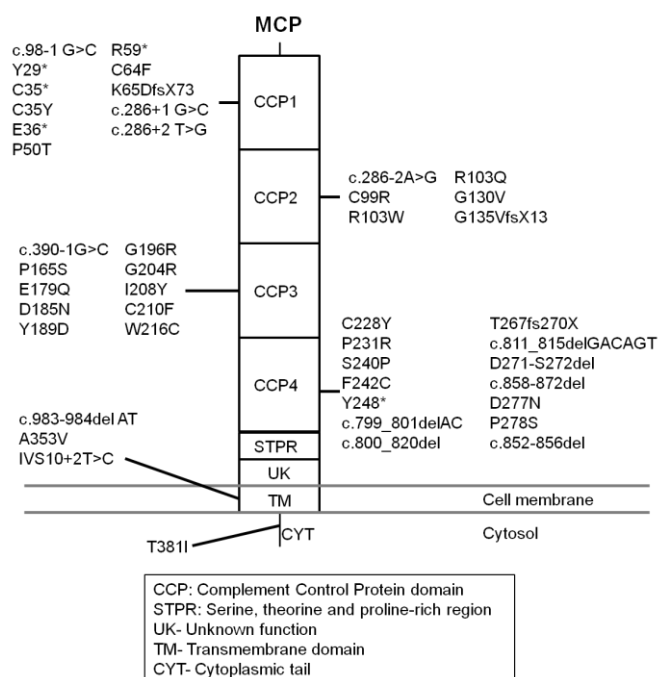 MCP
c.98-1 G>C R59*
Y29* C64F
C35* K65DfsX73
C35Y c.286+1 G>C
E36* c.286+2 T>G
P50T
CCP1
CCP2
c.286-2A>G R103Q
C99R G130V
R103W G135VfsX13
c.390-1G>C G196R
P165S G204R
E179Q I208Y
D185N C210F
Y189D W216C
CCP3
CCP4
C228Y T267fs270X
P231R c.811_815delGACAGT
S240P D271-S272del
F242C c.858-872del
Y248* D277N
c.799_801delAC P278S
c.800_820del c.852-856del
c.983-984del AT
A353V
IVS10+2T>C
STPR
UK
TM Cell membrane
CYT Cytosol
T381I
CCP: Complement Control Protein domain
STPR: Serine, theorine and proline-rich region
UK- Unknown function
TM- Transmembrane domain
CYT- Cytoplasmic tail